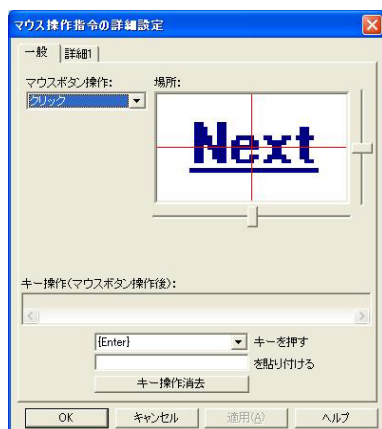 マウス操作指令の詳細設定
一般 詳細1
マウスボタン操作: 場所:
クリック
Next
キー操作(マウスボタン操作後):
{Enter} キーを押す
を貼り付ける
キー操作消去
OK キャンセル 適用(A) ヘルプ